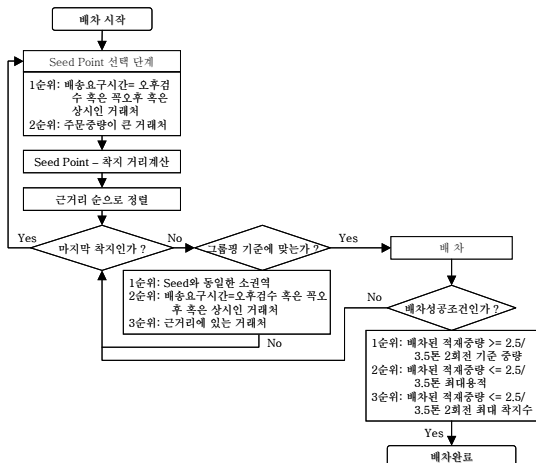 배차 시작
Seed Point 선택 단계
1순위: 배송요구시간= 오후검
수 혹은 꼭오후 혹은
상시인 거래처
2순위: 주문중량이 큰 거래처
Seed Point – 착지 거리계산
근거리 순으로 정렬
Yes
마지막 착지인가 ?
No
그룹핑 기준에 맞는가 ?
Yes
배 차
1순위: Seed와 동일한 소권역
2순위: 배송요구시간=오후검수 혹은 꼭오
후 혹은 상시인 거래처
3순위: 근거리에 있는 거래처
No
No
배차성공조건인가 ?
1순위: 배차된 적재중량 >= 2.5/
3.5톤 2회전 기준 중량
2순위: 배차된 적재중량 <= 2.5/
3.5톤 최대용적
3순위: 배차된 적재중량 <= 2.5/
3.5톤 2회전 최대 착지수
Yes
배차완료